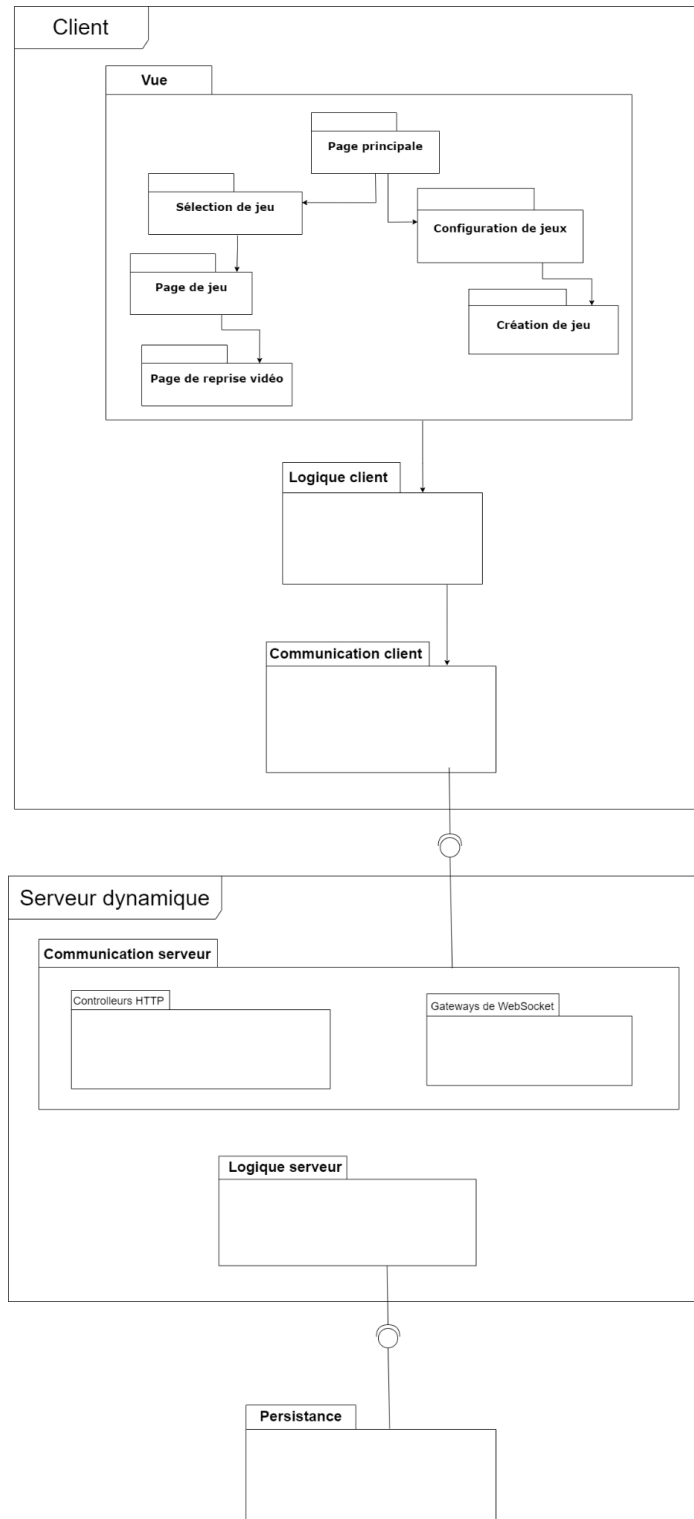 Client
Vue
Page principale
Sélection de jeu
Configuration de jeux
Page de jeu
Création de jeu
Page de reprise vidéo
Logique client
Communication client
Serveur dynamique
Communication serveur
Controlleurs HTTP
Gateways de WebSocket
Logique serveur
Persistance